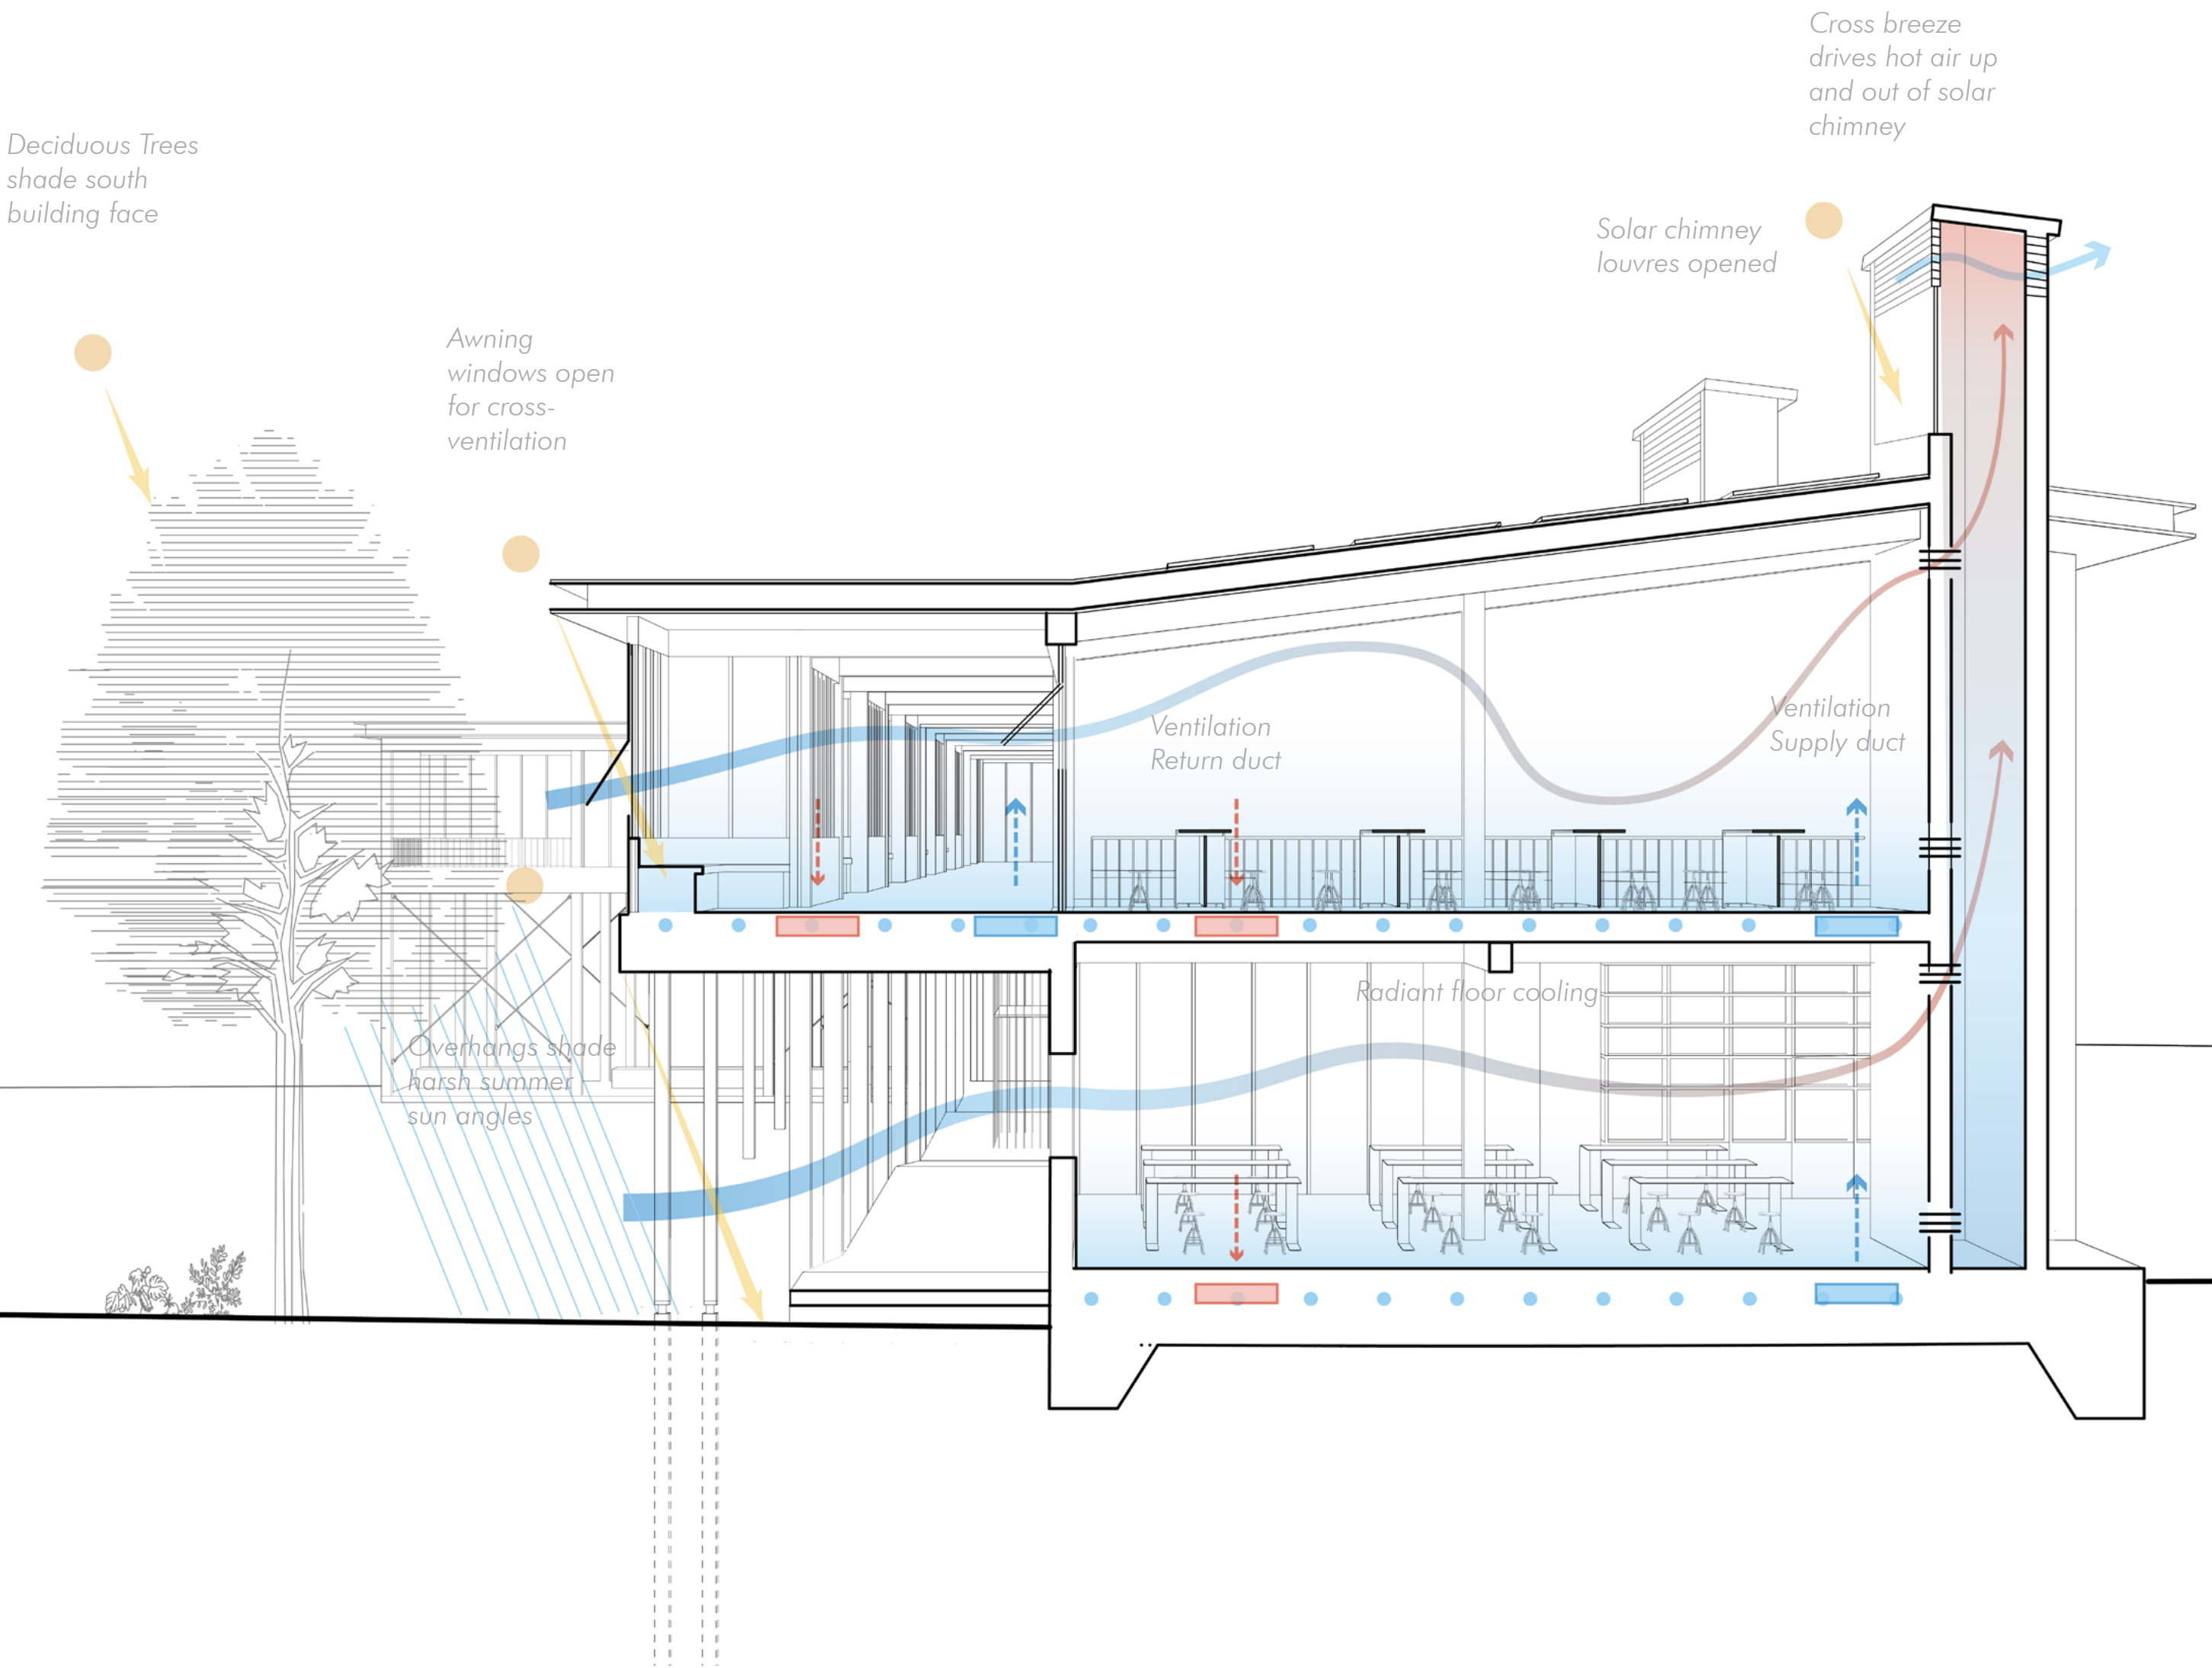 Cross breeze
drives hot air up
and out of solar
chimney
Deciduous Trees
shade south
building face
Solar chimney
louvres opened
Awning
windows open
for cross-
ventilation
Ventilation
Return duct
Ventilation
Supply duct
Radiant floor cooling
Overhangs shade
harsh summer
sun angles